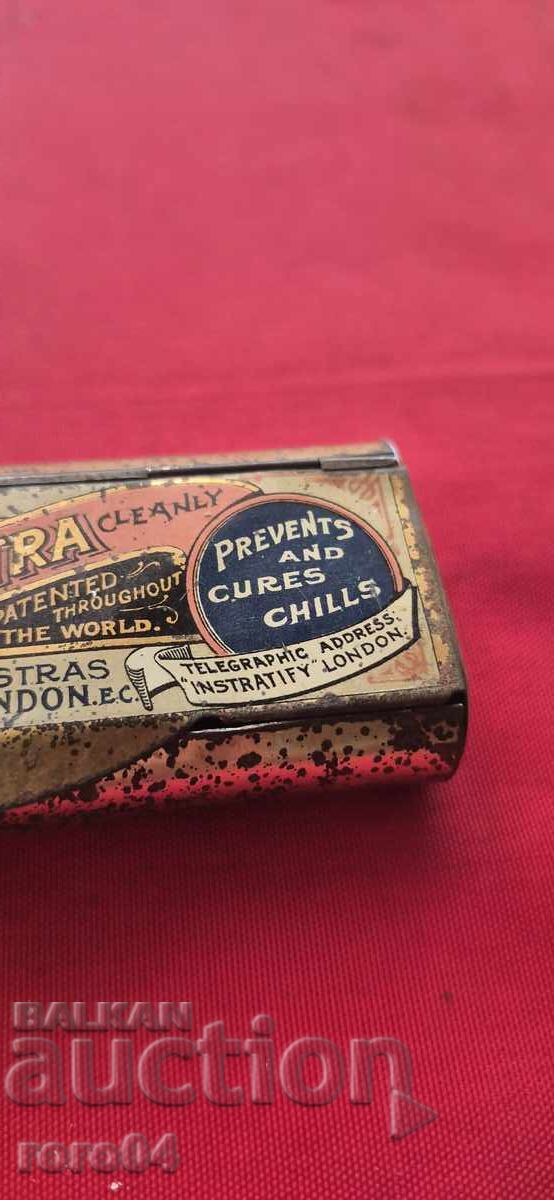 TRA CLEANLY
PATENTED
THROUGHOUT
THE WORLD.
STRAS
NDON.E.C.
PREVENTS
AND
CURES
CHILLS
TELEGRAPHIC ADDRESS:
"INSTRATIFY" LONDON.
BALKAN
auction
roro04